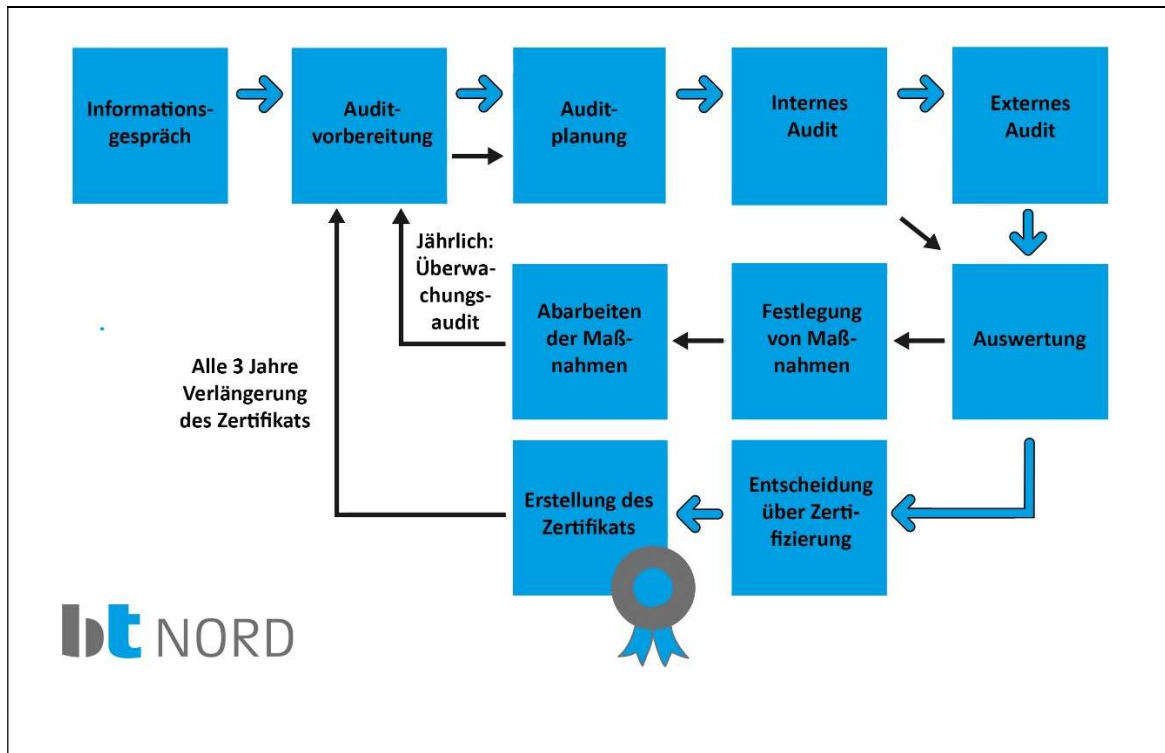 Informations-
gespräch
Audit-
vorbereitung
Audit-
planung
Internes
Audit
Externes
Audit
Jährlich:
Überwa-
chungs-
audit
Abarbeiten
der Maß-
nahmen
Festlegung
von Maß-
nahmen
Auswertung
Alle 3 Jahre
Verlängerung
des Zertifikats
Erstellung des
Zertifikats
Entscheidung
über Zerti-
fizierung
bt NORD